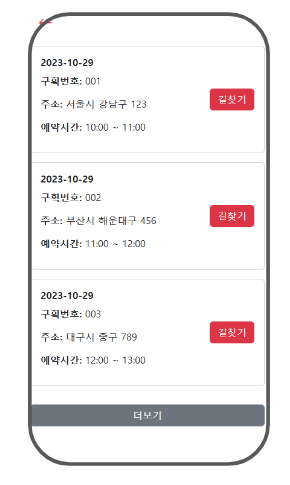 2023-10-29
구획번호: 001
주소: 서울시 강남구 123
길찾기
예약시간: 10:00 ~ 11:00
2023-10-29
구획번호: 002
주소: 부산시 해운대구 456
길찾기
예약시간: 11:00 ~ 12:00
2023-10-29
구획번호: 003
주소: 대구시 중구 789
길찾기
예약시간: 12:00 ~ 13:00
더보기